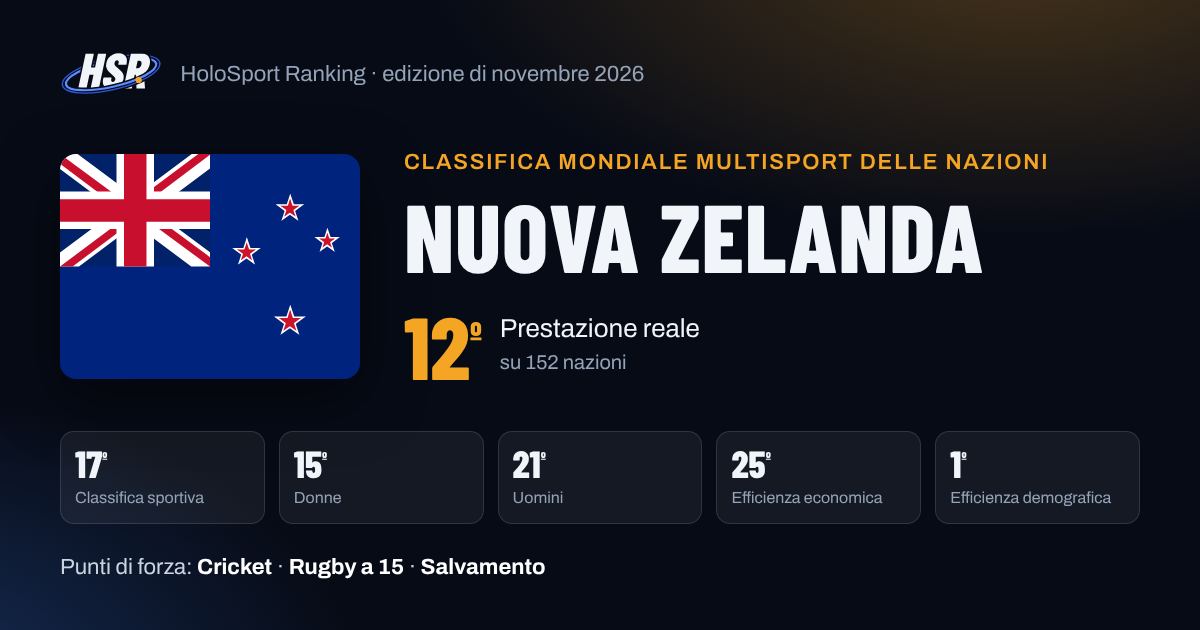 HSR
HoloSport Ranking · edizione di novembre 2026
CLASSIFICA MONDIALE MULTISPORT DELLE NAZIONI
NUOVA ZELANDA
12º
Prestazione reale
su 152 nazioni
17º
Classifica sportiva
15º
Donne
21º
Uomini
25º
Efficienza economica
1º
Efficienza demografica
Punti di forza: Cricket · Rugby a 15 · Salvamento